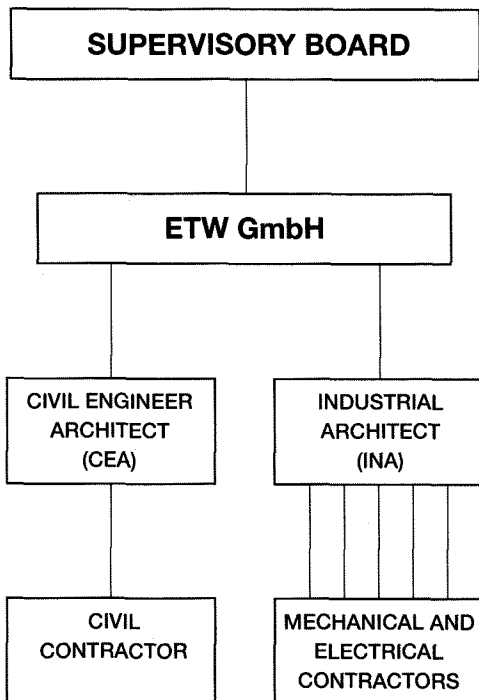 SUPERVISORY BOARD
ETW GmbH
CIVIL ENGINEER
ARCHITECT
(CEA)
INDUSTRIAL
ARCHITECT
(INA)
CIVIL
CONTRACTOR
MECHANICAL AND
ELECTRICAL
CONTRACTORS